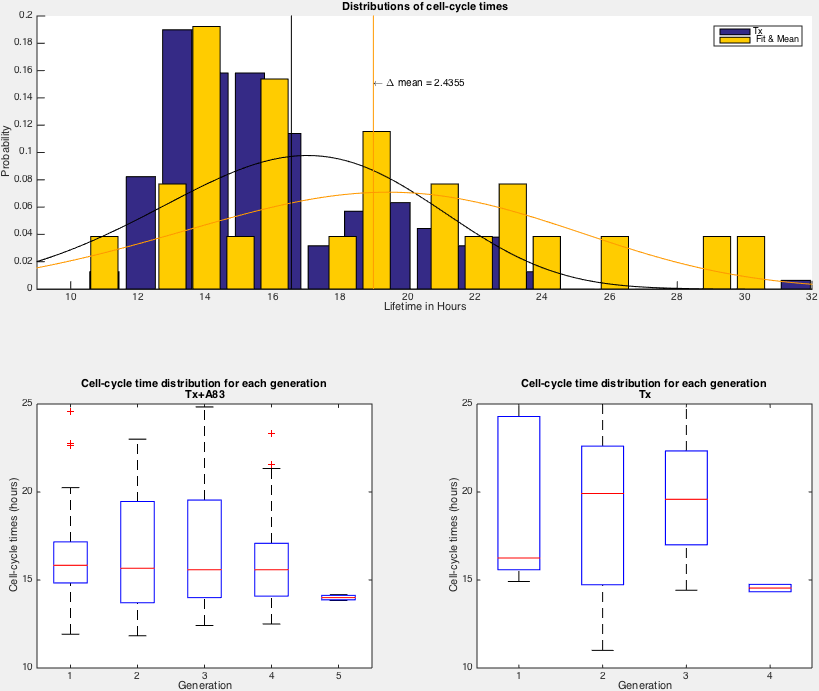 Distributions of cell-cycle times
0.2
0.18
0.16
0.14
0.12
0.1
0.08
0.06
0.04
0.02
0
Probability
Tx
Fit & Mean
← Δ mean = 2.4355
10 12 14 16 18 20 22 24 26 28 30 32
Lifetime in Hours
Cell-cycle time distribution for each generation
Tx+A83
25
20
15
10
Cell-cycle times (hours)
1 2 3 4 5
Generation
Cell-cycle time distribution for each generation
Tx
25
20
15
10
Cell-cycle times (hours)
1 2 3 4
Generation